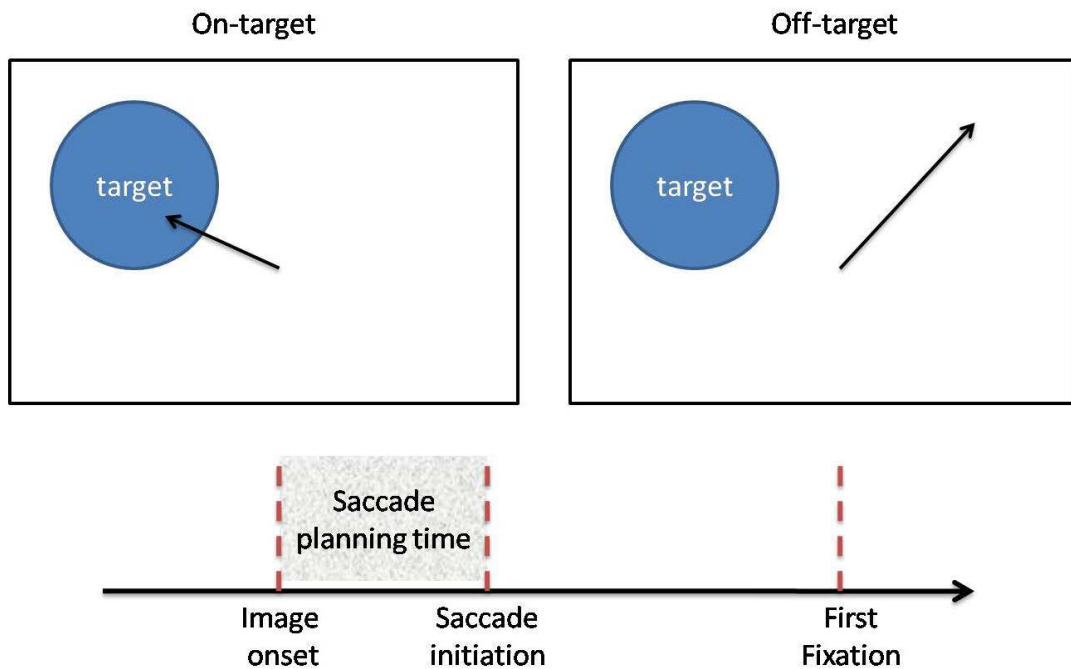 On-target
Off-target
target
target
Saccade
planning time
Image
onset
Saccade
initiation
First
Fixation